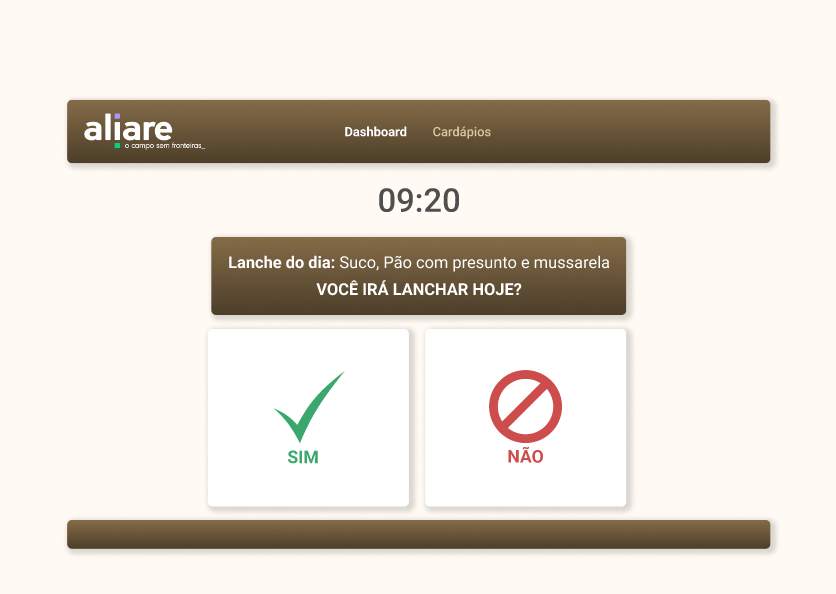 aliare
o campo sem fronteiras_
Dashboard Cardápios
09:20
Lanche do dia: Suco, Pão com presunto e mussarela
VOCÊ IRÁ LANCHAR HOJE?
SIM NÃO